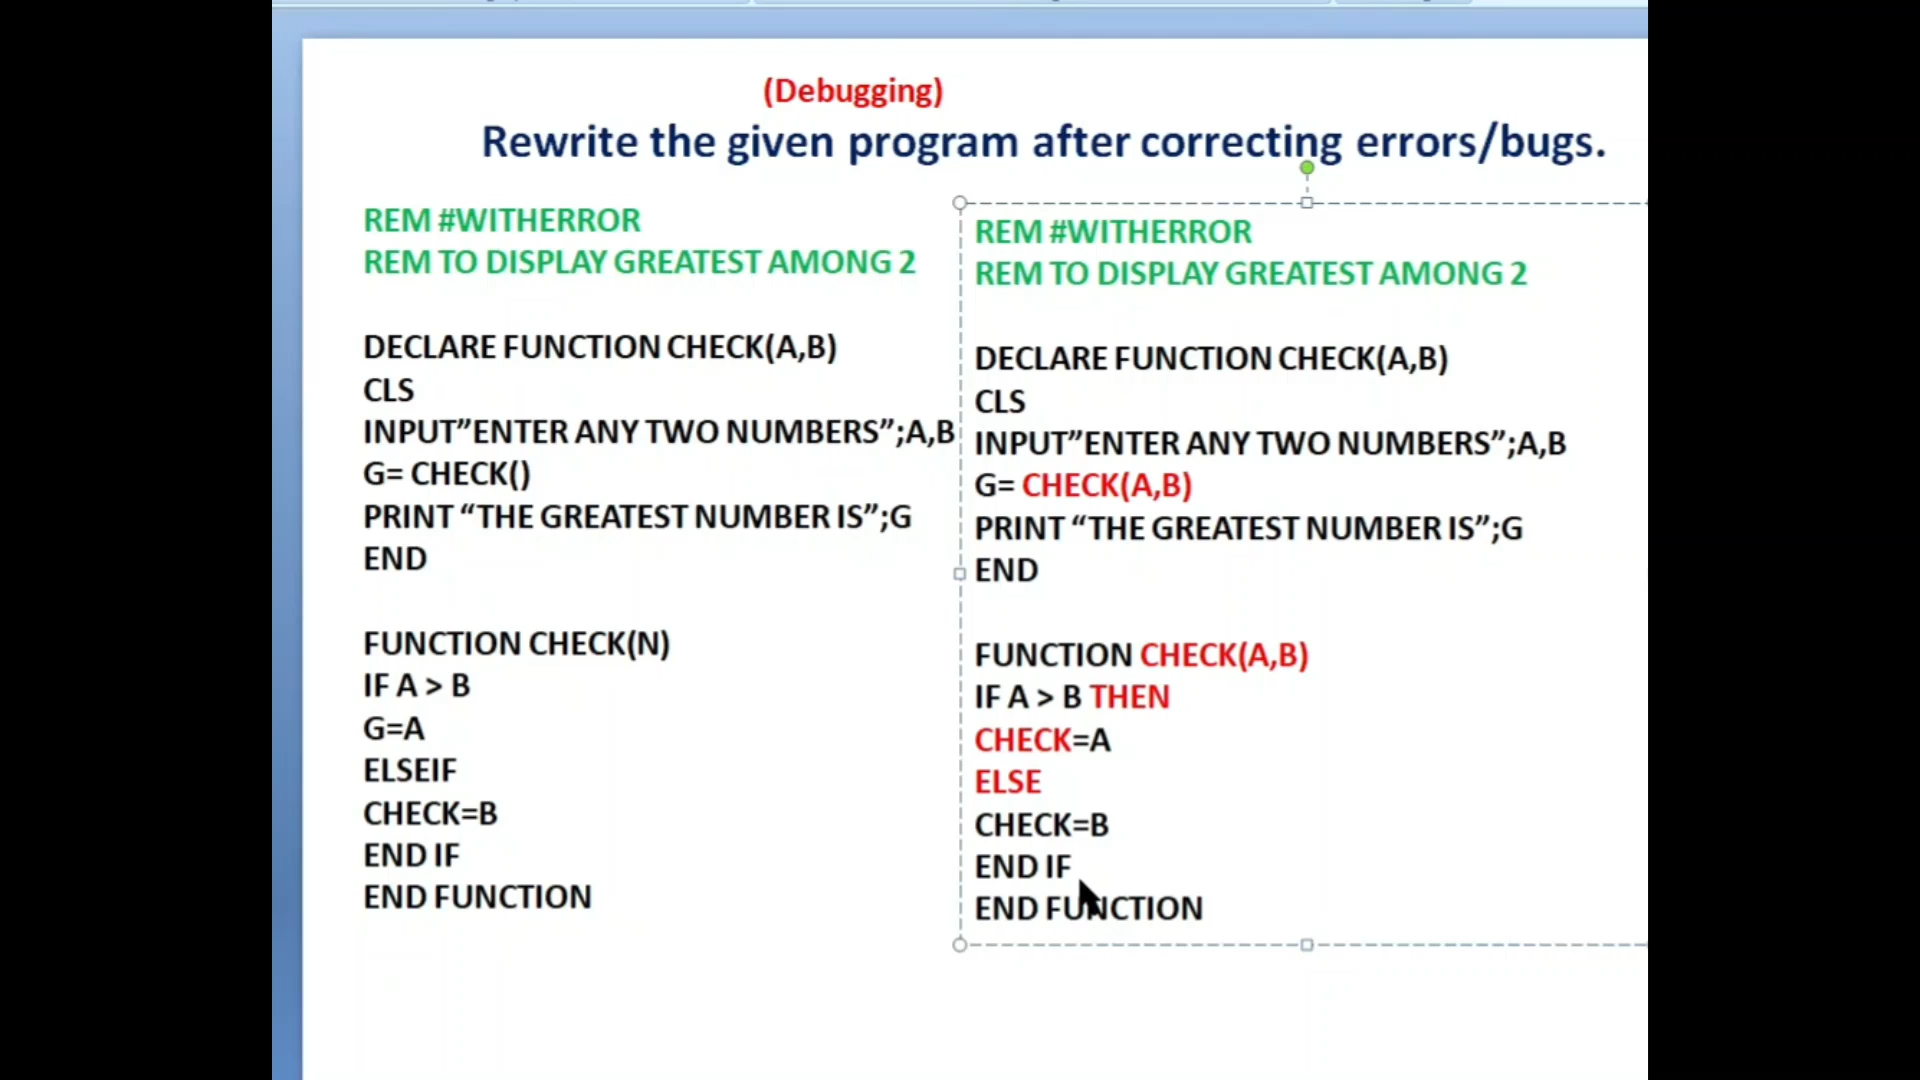 (Debugging)
Rewrite the given program after correcting errors/bugs.
REM #WITHERROR
REM TO DISPLAY GREATEST AMONG 2
DECLARE FUNCTION CHECK(A,B)
CLS
INPUT”ENTER ANY TWO NUMBERS”;A,B
G= CHECK()
PRINT “THE GREATEST NUMBER IS”;G
END
FUNCTION CHECK(N)
IF A > B
G=A
ELSEIF
CHECK=B
END IF
END FUNCTION
REM #WITHERROR
REM TO DISPLAY GREATEST AMONG 2
DECLARE FUNCTION CHECK(A,B)
CLS
INPUT”ENTER ANY TWO NUMBERS”;A,B
G= CHECK(A,B)
PRINT “THE GREATEST NUMBER IS”;G
END
FUNCTION CHECK(A,B)
IF A > B THEN
CHECK=A
ELSE
CHECK=B
END IF
END FUNCTION